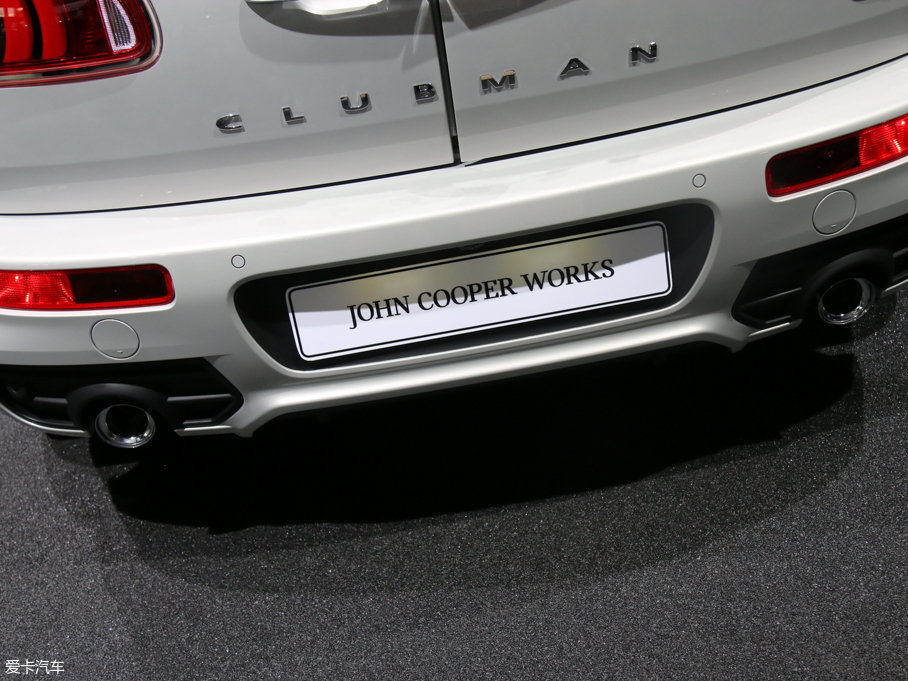 CLUBMAN
JOHN COOPER WORKS
爱卡汽车